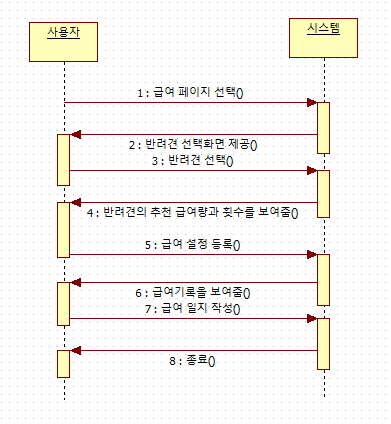 사용자
시스템
1 : 급여 페이지 선택()
2 : 반려견 선택화면 제공()
3 : 반려견 선택()
4 : 반려견의 추천 급여량과 횟수를 보여줌()
5 : 급여 설정 등록()
6 : 급여기록을 보여줌()
7 : 급여 일지 작성()
8 : 종료()